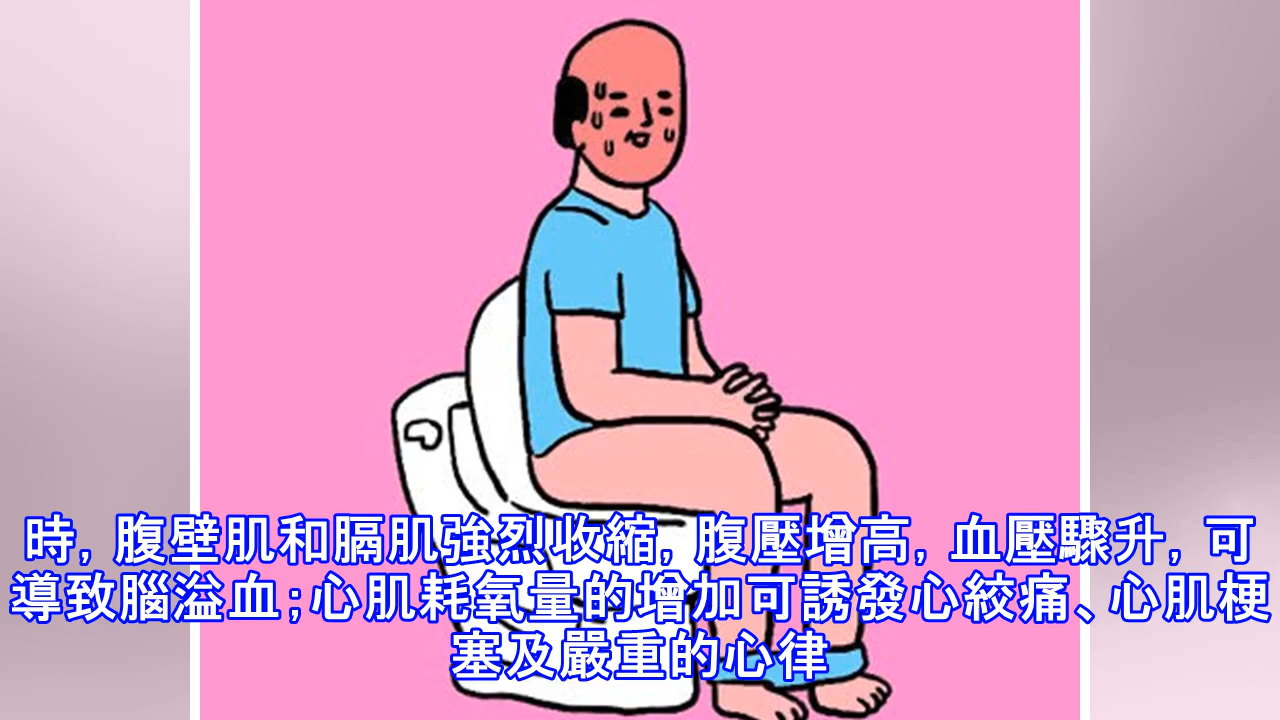 時, 腹壁肌和膈肌強烈收縮, 腹壓增高, 血壓驟升, 可
導致腦溢血;心肌耗氧量的增加可誘發心絞痛、心肌梗
塞及嚴重的心律